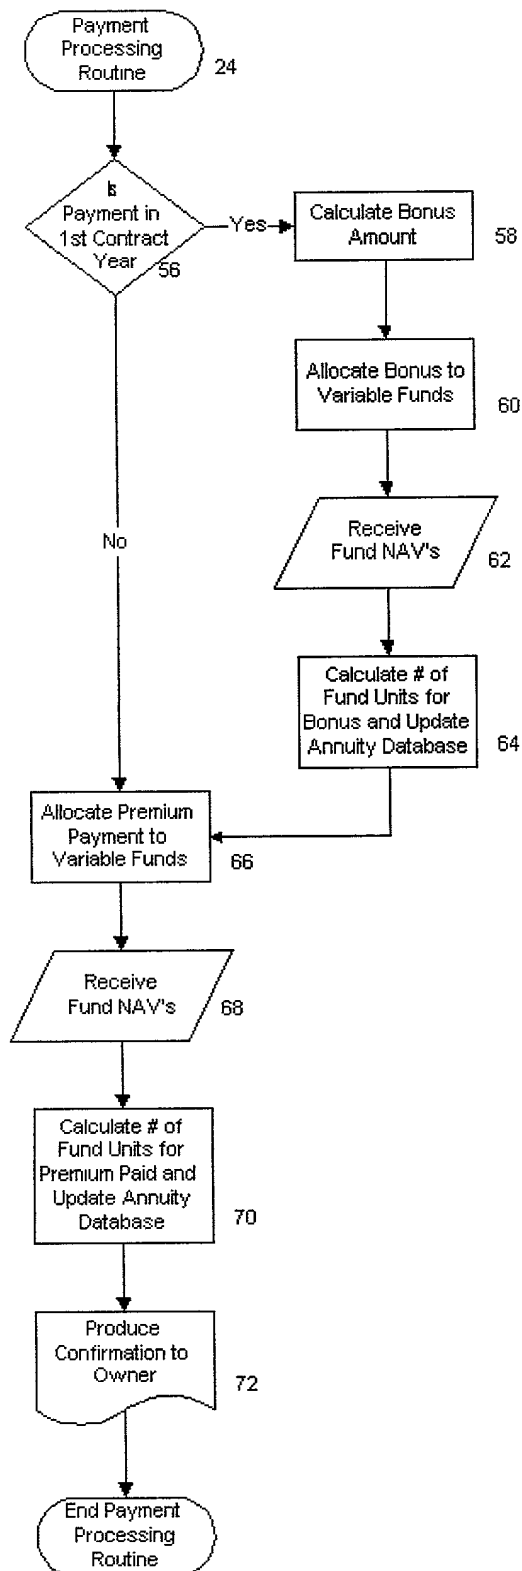 Payment
Processing
Routine
24
Is
Payment in
1st Contract
Year
56
Yes
Calculate Bonus
Amount
58
Allocate Bonus to
Variable Funds
60
Receive
Fund NAV's
62
No
Calculate # of
Fund Units for
Bonus and Update
Annuity Database
64
Allocate Premium
Payment to
Variable Funds
66
Receive
Fund NAV's
68
Calculate # of
Fund Units for
Premium Paid and
Update Annuity
Database
70
Produce
Confirmation to
Owner
72
End Payment
Processing
Routine